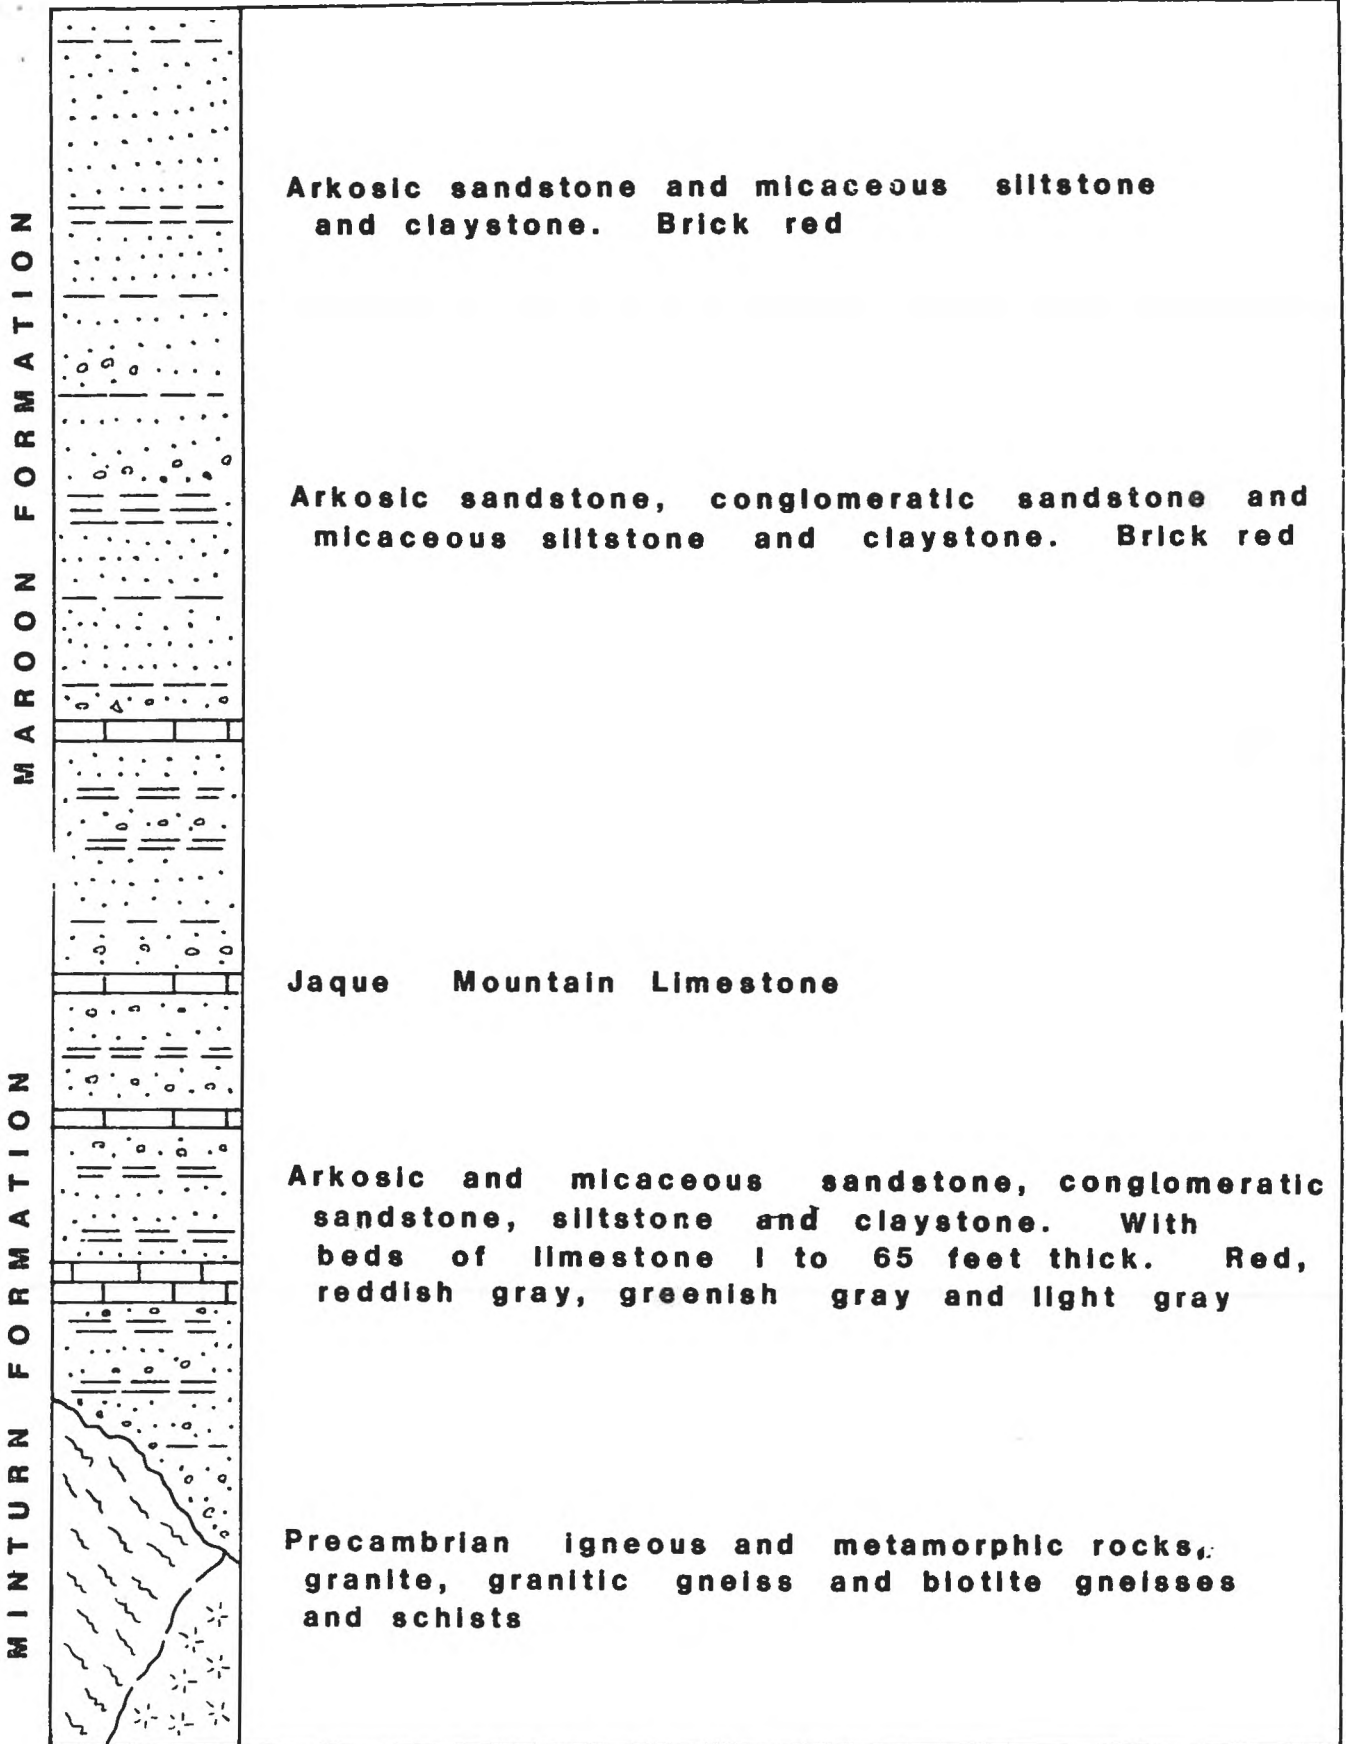 MAROON FORMATION
Arkosic sandstone and micaceous siltstone
and claystone. Brick red
Arkosic sandstone, conglomeratic sandstone and
micaceous siltstone and claystone. Brick red
Jaque Mountain Limestone
MINTURN FORMATION
Arkosic and micaceous sandstone, conglomeratic
sandstone, siltstone and claystone. With
beds of limestone 1 to 65 feet thick. Red,
reddish gray, greenish gray and light gray
Precambrian igneous and metamorphic rocks,
granite, granitic gneiss and biotite gneisses
and schists